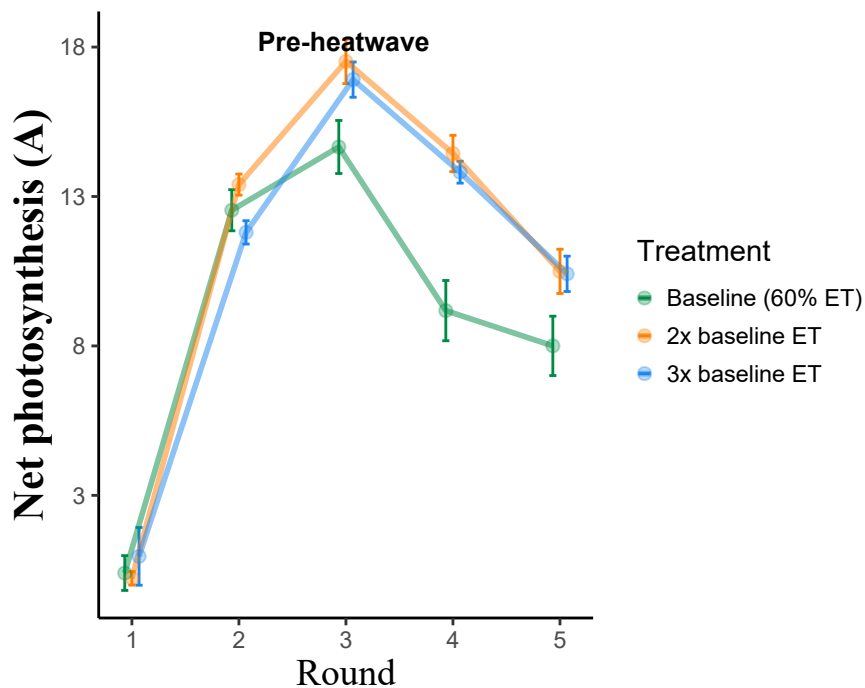 Pre-heatwave
18
13
8
3
Net photosynthesis (A)
1 2 3 4 5
Round
Treatment
Baseline (60% ET)
2x baseline ET
3x baseline ET